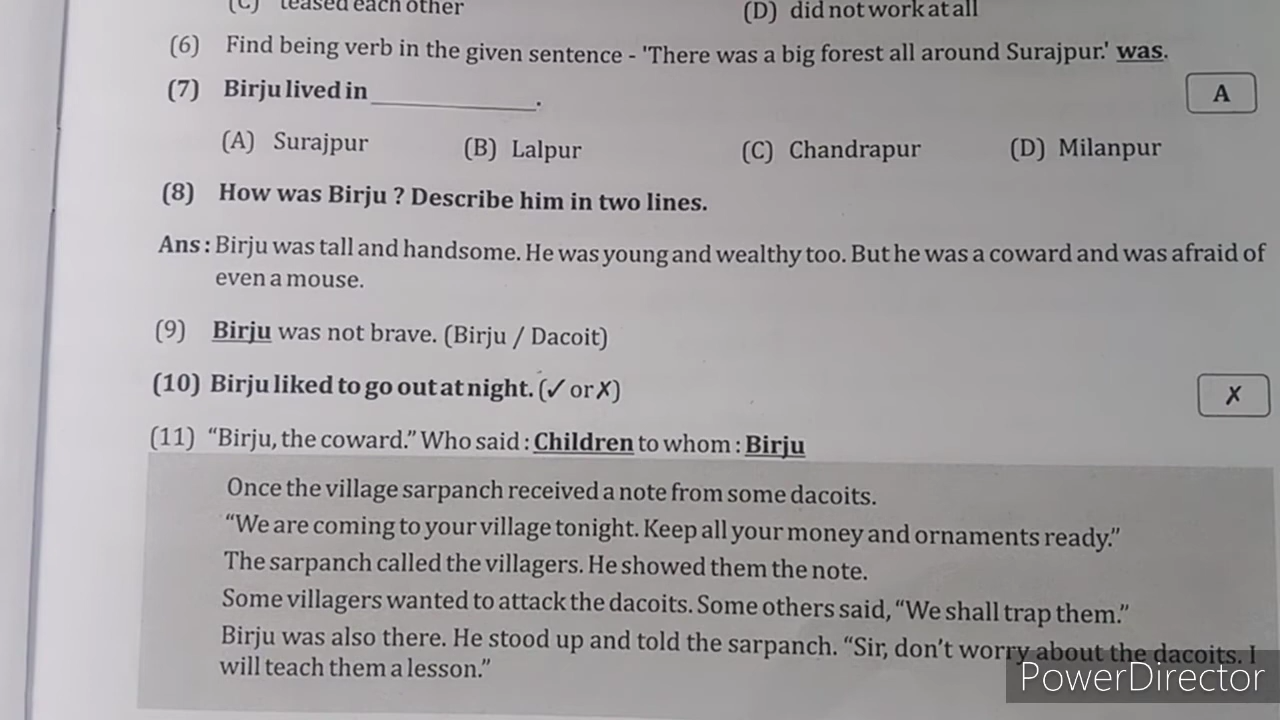 (C) teased each other (D) did not work at all
(6) Find being verb in the given sentence - 'There was a big forest all around Surajpur.' was.
(7) Birju lived in ____________. A
(A) Surajpur (B) Lalpur (C) Chandrapur (D) Milanpur
(8) How was Birju ? Describe him in two lines.
Ans : Birju was tall and handsome. He was young and wealthy too. But he was a coward and was afraid of
even a mouse.
(9) Birju was not brave. (Birju / Dacoit)
(10) Birju liked to go out at night. (✓ or ✗) ✗
(11) “Birju, the coward.” Who said : Children to whom : Birju
Once the village sarpanch received a note from some dacoits.
“We are coming to your village tonight. Keep all your money and ornaments ready.”
The sarpanch called the villagers. He showed them the note.
Some villagers wanted to attack the dacoits. Some others said, “We shall trap them.”
Birju was also there. He stood up and told the sarpanch. “Sir, don’t worry about the dacoits. I
will teach them a lesson.”
PowerDirector